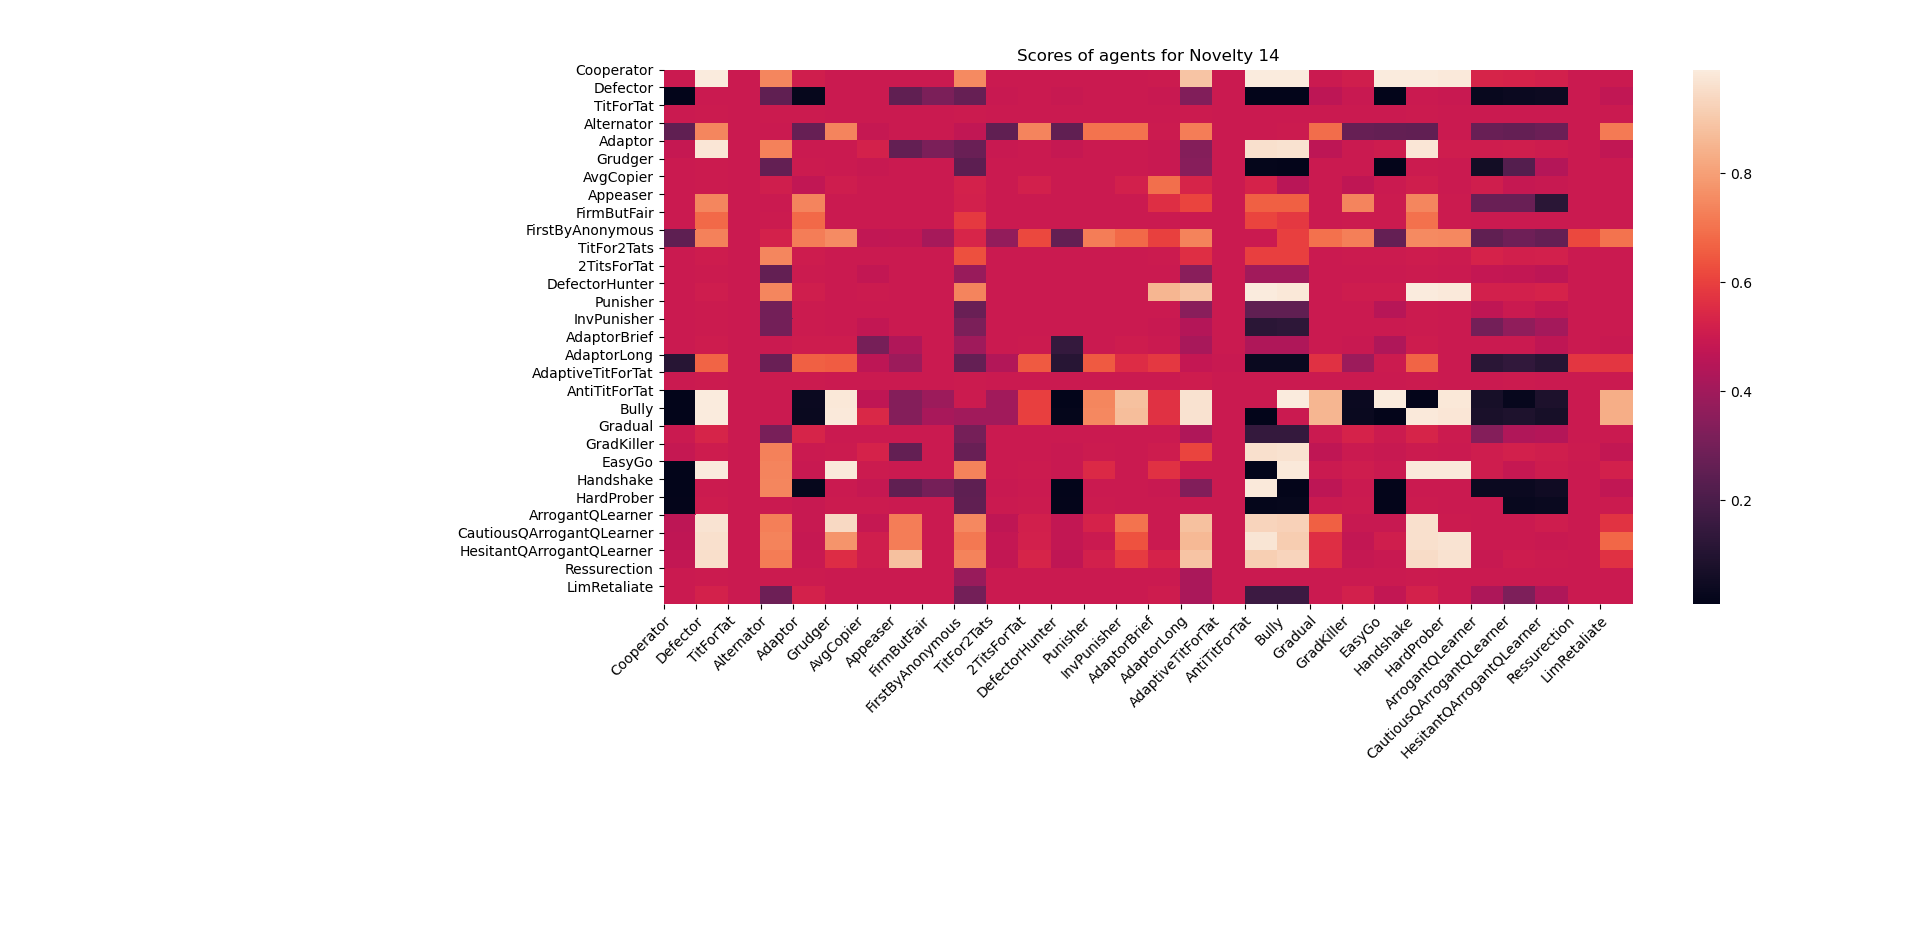 Scores of agents for Novelty 14
Cooperator
Defector
TitForTat
Alternator
Adaptor
Grudger
AvgCopier
Appeaser
FirmButFair
FirstByAnonymous
TitFor2Tats
2TitsForTat
DefectorHunter
Punisher
InvPunisher
AdaptorBrief
AdaptorLong
AdaptiveTitForTat
AntiTitForTat
Bully
Gradual
GradKiller
EasyGo
Handshake
HardProber
ArrogantQLearner
CautiousQArrogantQLearner
HesitantQArrogantQLearner
Ressurection
LimRetaliate
Cooperator
Defector
TitForTat
Alternator
Adaptor
Grudger
AvgCopier
Appeaser
FirmButFair
FirstByAnonymous
TitFor2Tats
2TitsForTat
DefectorHunter
Punisher
InvPunisher
AdaptorBrief
AdaptorLong
AdaptiveTitForTat
AntiTitForTat
Bully
Gradual
GradKiller
EasyGo
Handshake
HardProber
ArrogantQLearner
CautiousQArrogantQLearner
HesitantQArrogantQLearner
Ressurection
LimRetaliate
0.8
0.6
0.4
0.2